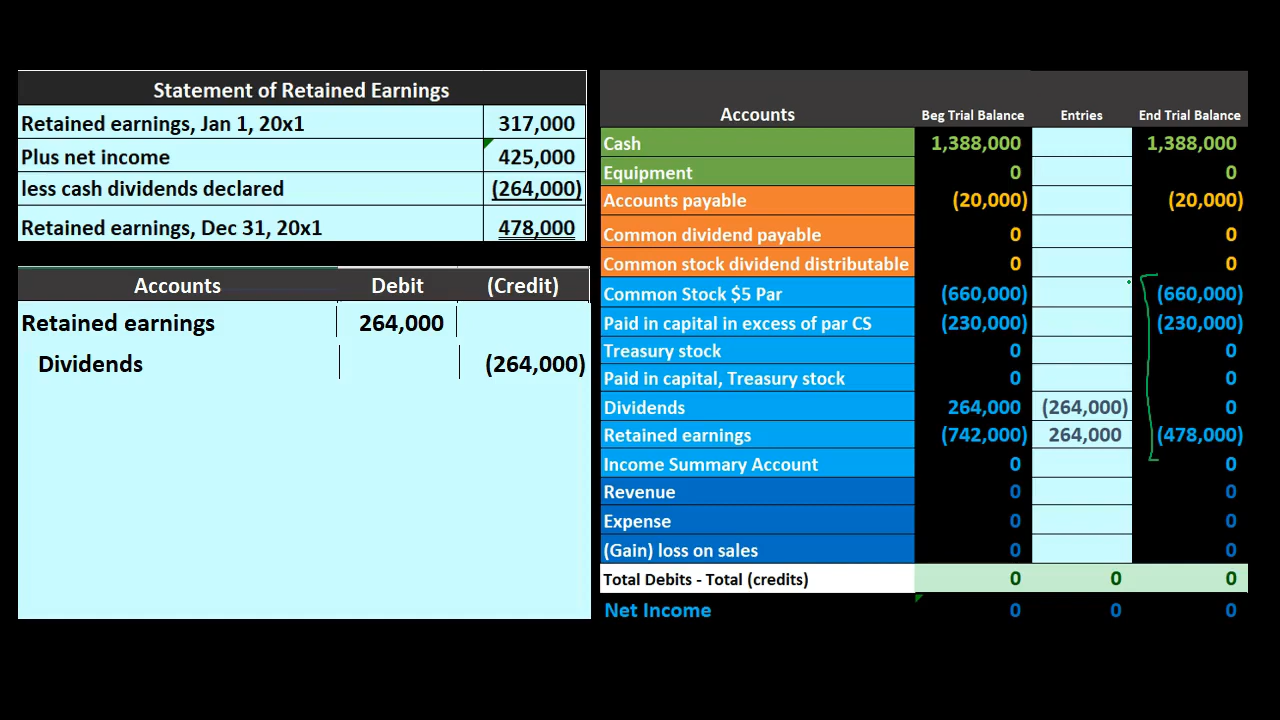 Statement of Retained Earnings
Retained earnings, Jan 1, 20x1 317,000
Plus net income 425,000
less cash dividends declared (264,000)
Retained earnings, Dec 31, 20x1 478,000
Accounts Debit (Credit)
Retained earnings 264,000
Dividends (264,000)
Accounts Beg Trial Balance Entries End Trial Balance
Cash 1,388,000 1,388,000
Equipment 0 0
Accounts payable (20,000) (20,000)
Common dividend payable 0 0
Common stock dividend distributable 0 0
Common Stock $5 Par (660,000) (660,000)
Paid in capital in excess of par CS (230,000) (230,000)
Treasury stock 0 0
Paid in capital, Treasury stock 0 0
Dividends 264,000 (264,000) 0
Retained earnings (742,000) 264,000 (478,000)
Income Summary Account 0 0
Revenue 0 0
Expense 0 0
(Gain) loss on sales 0 0
Total Debits - Total (credits) 0 0 0
Net Income 0 0 0